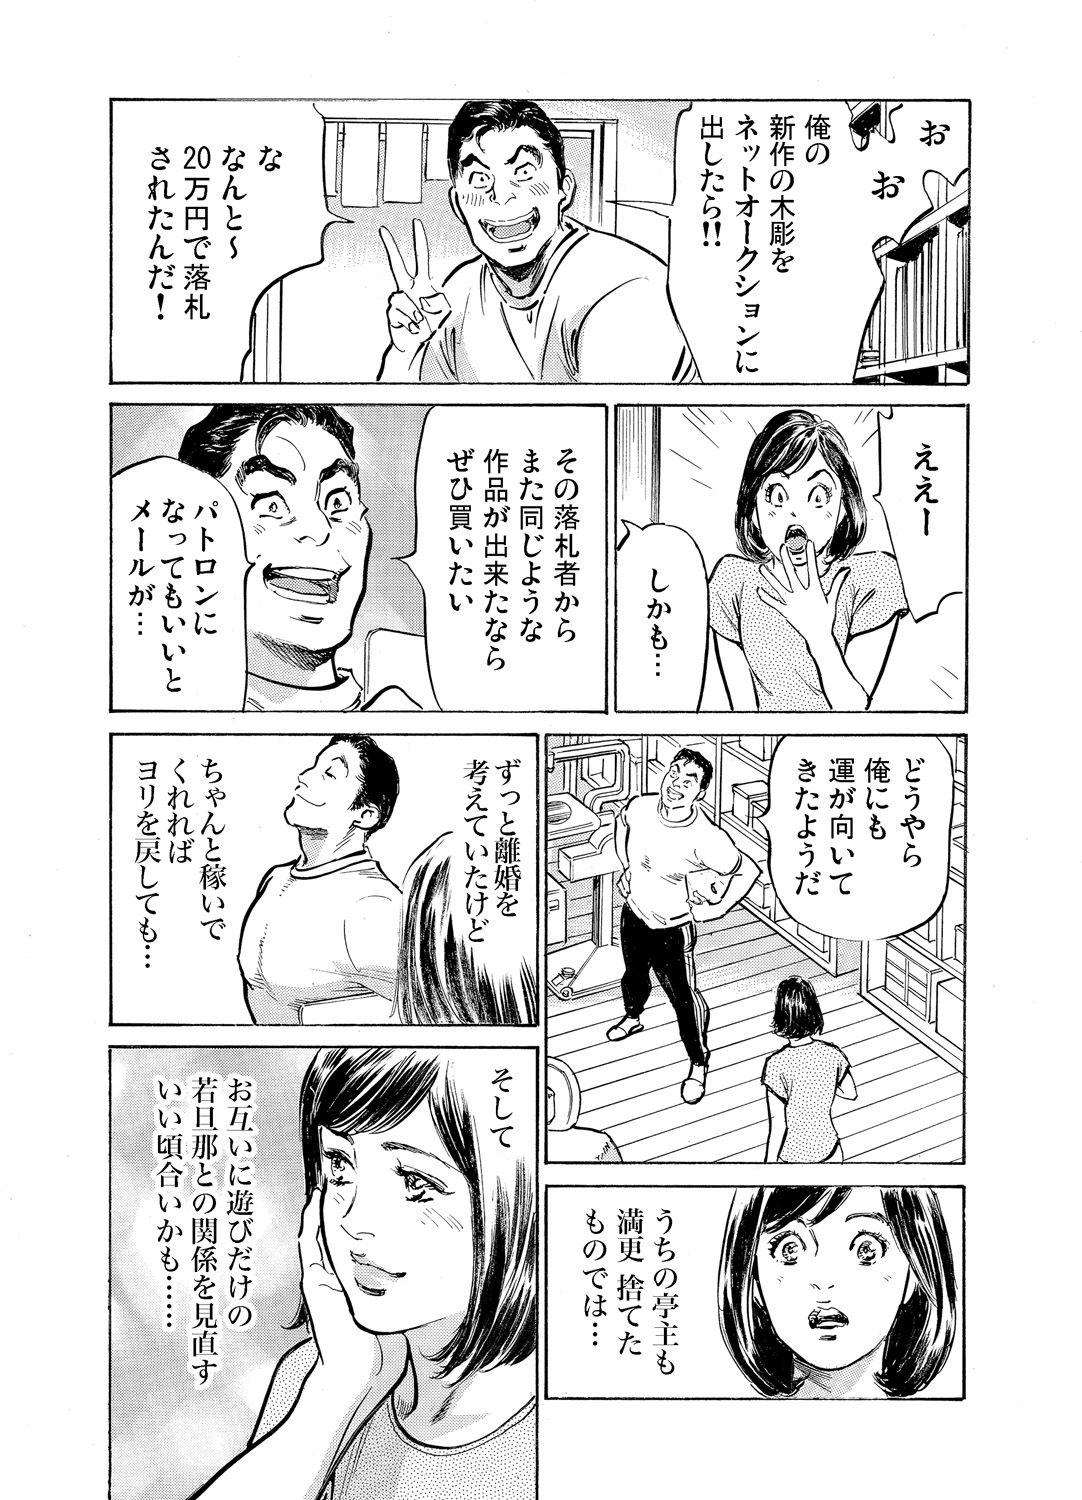 お
お
俺の
新作の木彫を
ネットオークションに
出したら!!
な
なんと〜
20万円で落札
されたんだ!
ええー
しかも…
その落札者から
また同じような
作品が出来たなら
ぜひ買いたい
パトロンに
なってもいいと
メールが…
どうやら
俺にも
運が向いて
きたようだ
うちの亭主も
満更 捨てた
ものでは…
ずっと離婚を
考えていたけど
ちゃんと稼いで
くれれば
ヨリを戻しても…
そして
お互いに遊びだけの
若旦那との関係を見直す
いい頃合いかも……